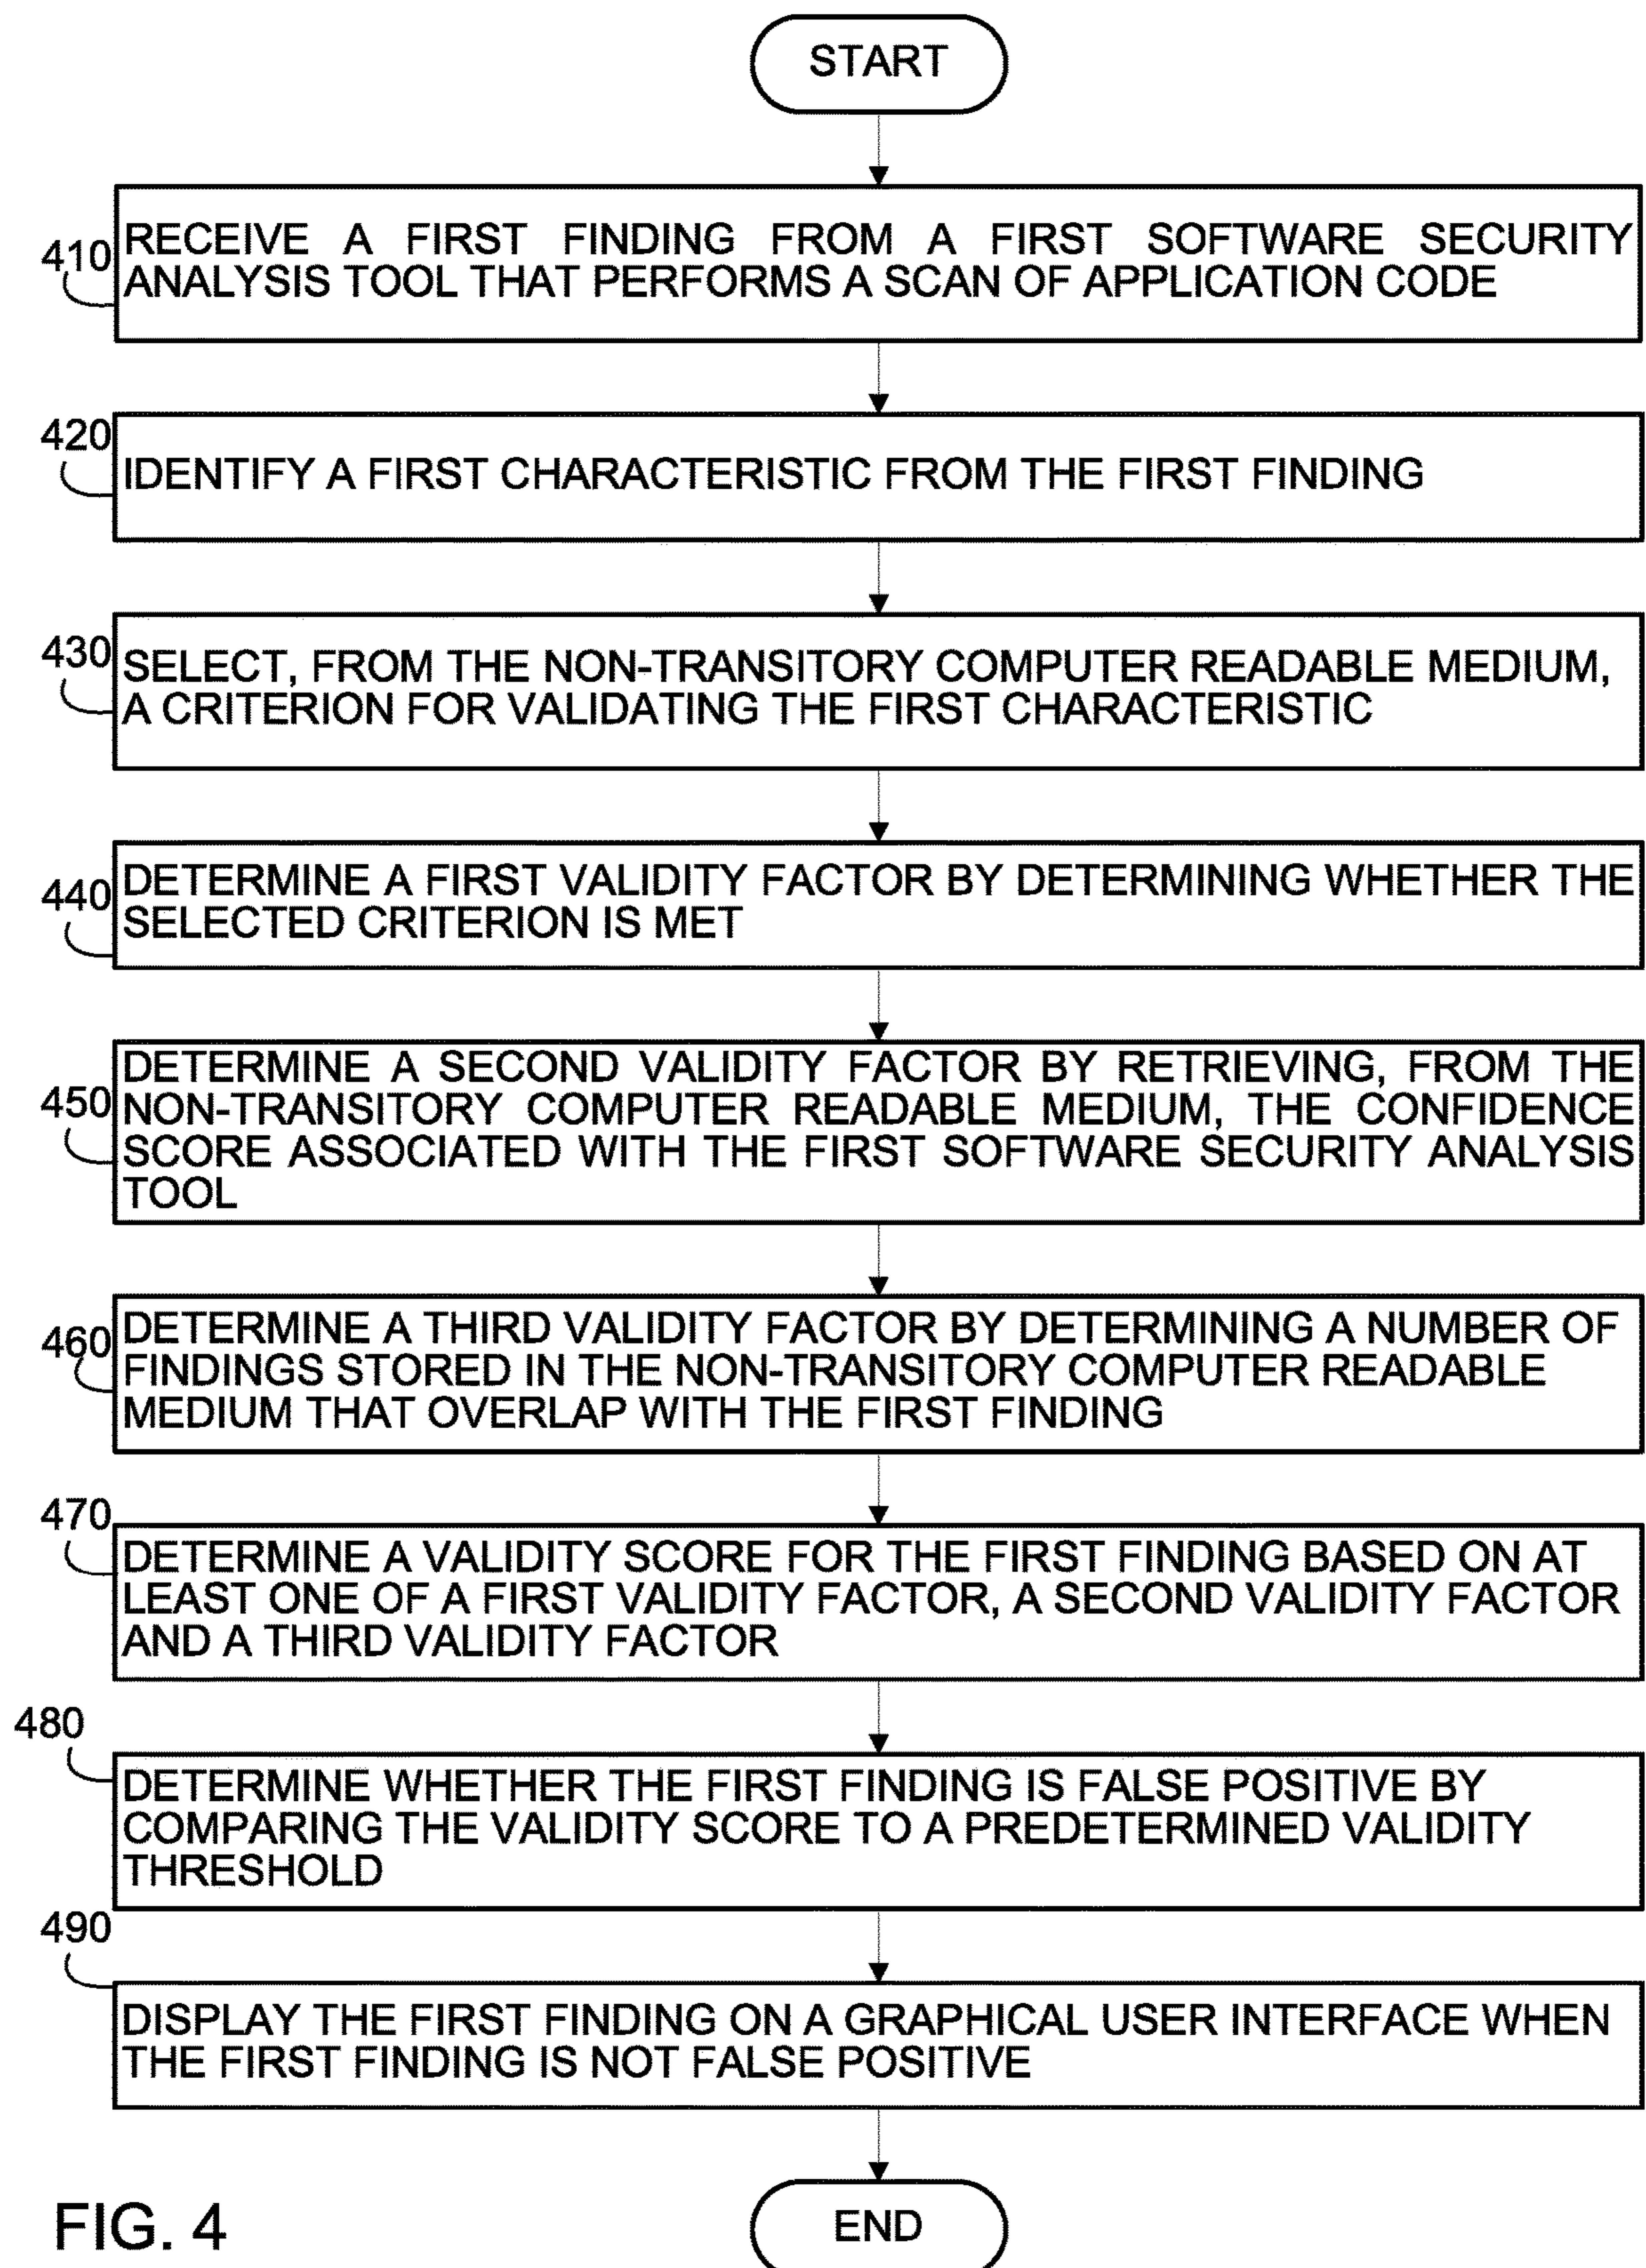 START
410
RECEIVE A FIRST FINDING FROM A FIRST SOFTWARE SECURITY
ANALYSIS TOOL THAT PERFORMS A SCAN OF APPLICATION CODE
420
IDENTIFY A FIRST CHARACTERISTIC FROM THE FIRST FINDING
430
SELECT, FROM THE NON-TRANSITORY COMPUTER READABLE MEDIUM,
A CRITERION FOR VALIDATING THE FIRST CHARACTERISTIC
440
DETERMINE A FIRST VALIDITY FACTOR BY DETERMINING WHETHER THE
SELECTED CRITERION IS MET
450
DETERMINE A SECOND VALIDITY FACTOR BY RETRIEVING, FROM THE
NON-TRANSITORY COMPUTER READABLE MEDIUM, THE CONFIDENCE
SCORE ASSOCIATED WITH THE FIRST SOFTWARE SECURITY ANALYSIS
TOOL
460
DETERMINE A THIRD VALIDITY FACTOR BY DETERMINING A NUMBER OF
FINDINGS STORED IN THE NON-TRANSITORY COMPUTER READABLE
MEDIUM THAT OVERLAP WITH THE FIRST FINDING
470
DETERMINE A VALIDITY SCORE FOR THE FIRST FINDING BASED ON AT
LEAST ONE OF A FIRST VALIDITY FACTOR, A SECOND VALIDITY FACTOR
AND A THIRD VALIDITY FACTOR
480
DETERMINE WHETHER THE FIRST FINDING IS FALSE POSITIVE BY
COMPARING THE VALIDITY SCORE TO A PREDETERMINED VALIDITY
THRESHOLD
490
DISPLAY THE FIRST FINDING ON A GRAPHICAL USER INTERFACE WHEN
THE FIRST FINDING IS NOT FALSE POSITIVE
END
FIG. 4